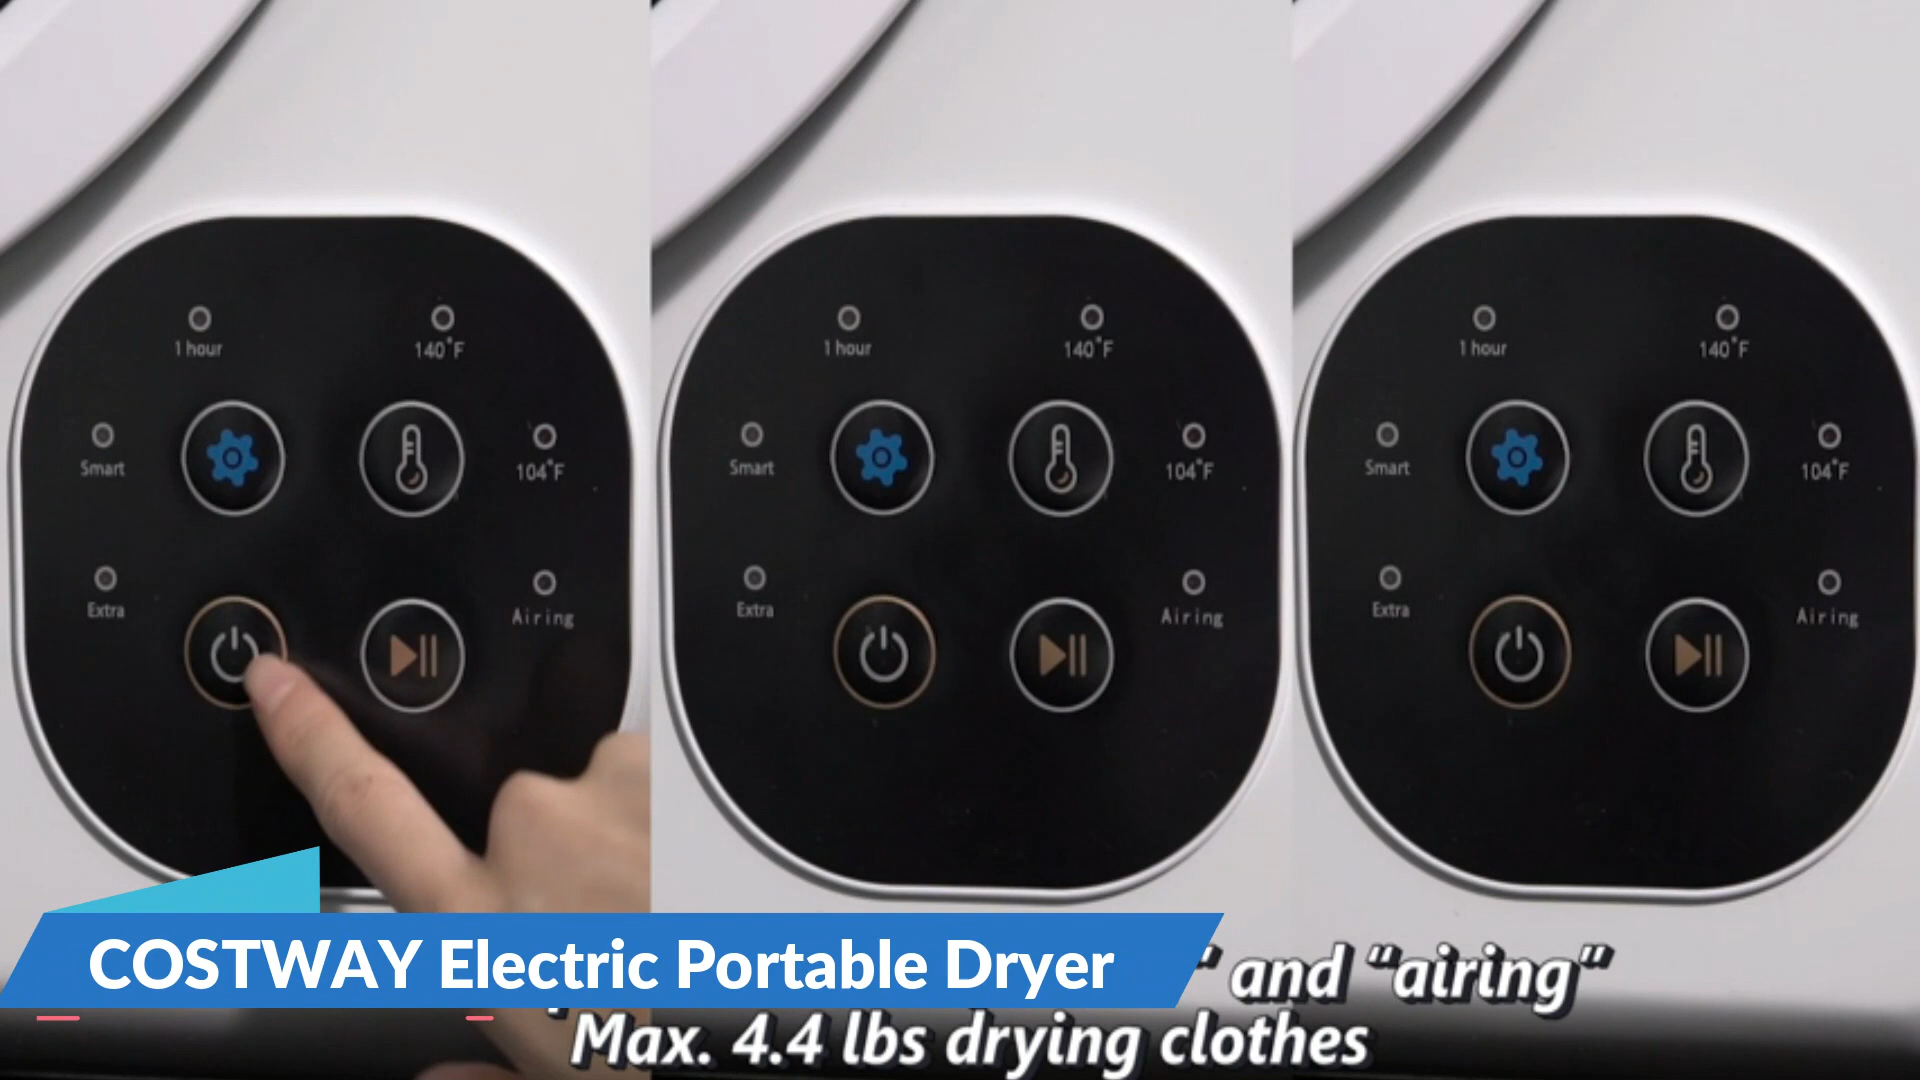 1 hour
140°F
Smart
104°F
Extra
Airing
1 hour
140°F
Smart
104°F
Extra
Airing
1 hour
140°F
Smart
104°F
Extra
Airing
COSTWAY Electric Portable Dryer
” and “airing”
Max. 4.4 lbs drying clothes